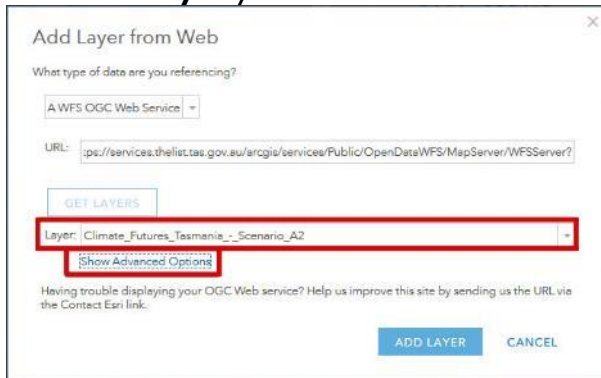 Add Layer from Web
What type of data are you referencing?
A WFS OGC Web Service
URL: :ps://services.thelist.tas.gov.au/arcgis/services/Public/OpenDataWFS/MapServer/WFSServer?
GET LAYERS
Layer: Climate_Futures_Tasmania_-_Scenario_A2
Show Advanced Options
Having trouble displaying your OGC Web service? Help us improve this site by sending us the URL via
the Contact Esri link.
ADD LAYER CANCEL